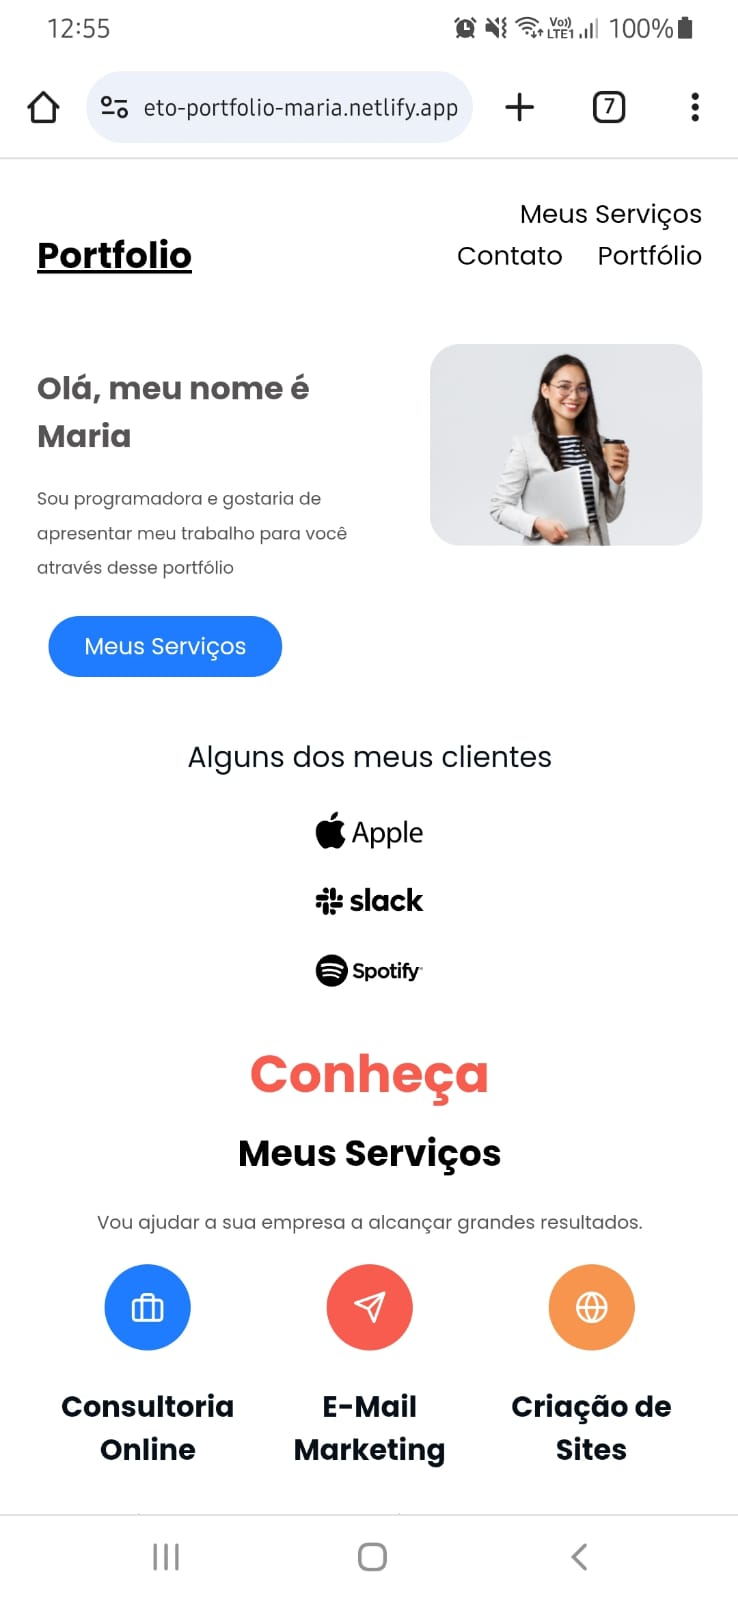 12:55
Vo))
LTE1
100%
eto-portfolio-maria.netlify.app
7
Meus Serviços
Portfolio
Contato Portfólio
Olá, meu nome é
Maria
Sou programadora e gostaria de
apresentar meu trabalho para você
através desse portfólio
Meus Serviços
Alguns dos meus clientes
Apple
slack
Spotify
Conheça
Meus Serviços
Vou ajudar a sua empresa a alcançar grandes resultados.
Consultoria
Online
E-Mail
Marketing
Criação de
Sites